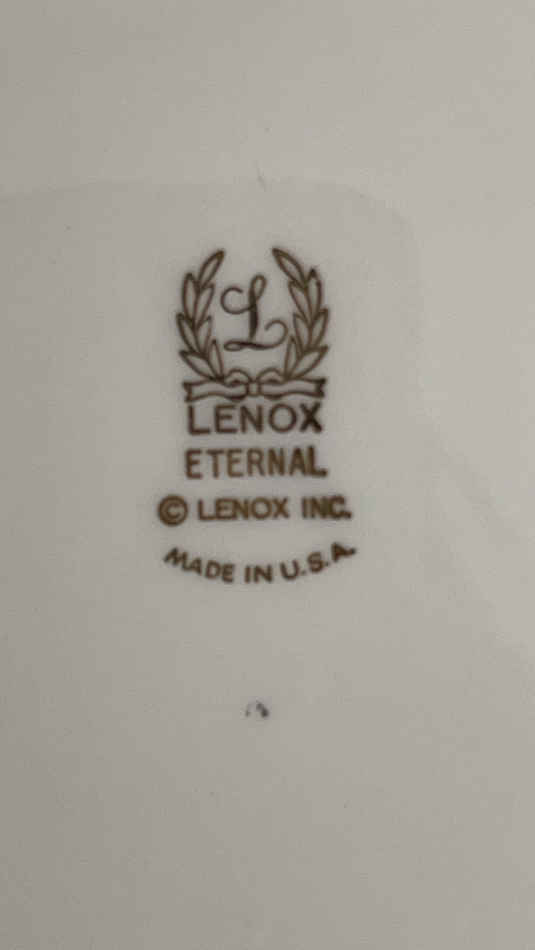 L
LENOX
ETERNAL
© LENOX INC.
MADE IN U.S.A.